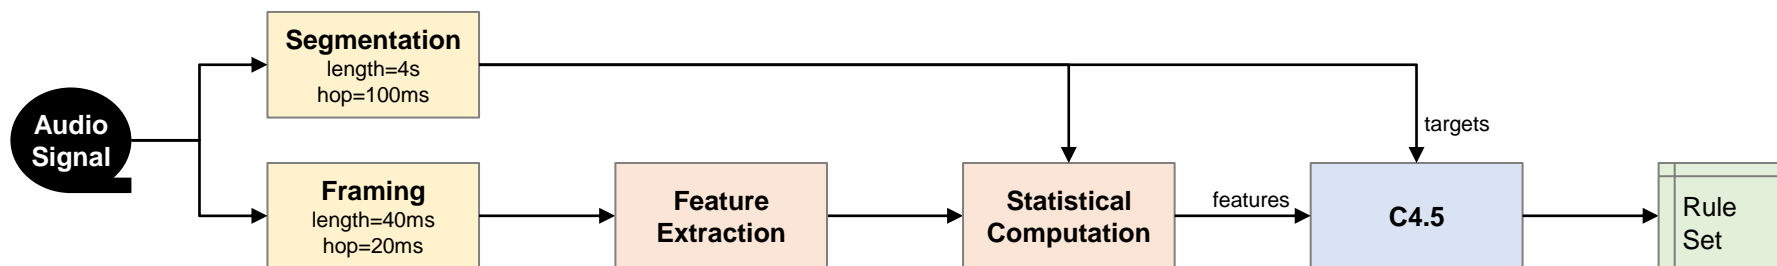 Audio
Signal
Segmentation
length=4s
hop=100ms
Framing
length=40ms
hop=20ms
Feature
Extraction
Statistical
Computation
features
targets
C4.5
Rule
Set